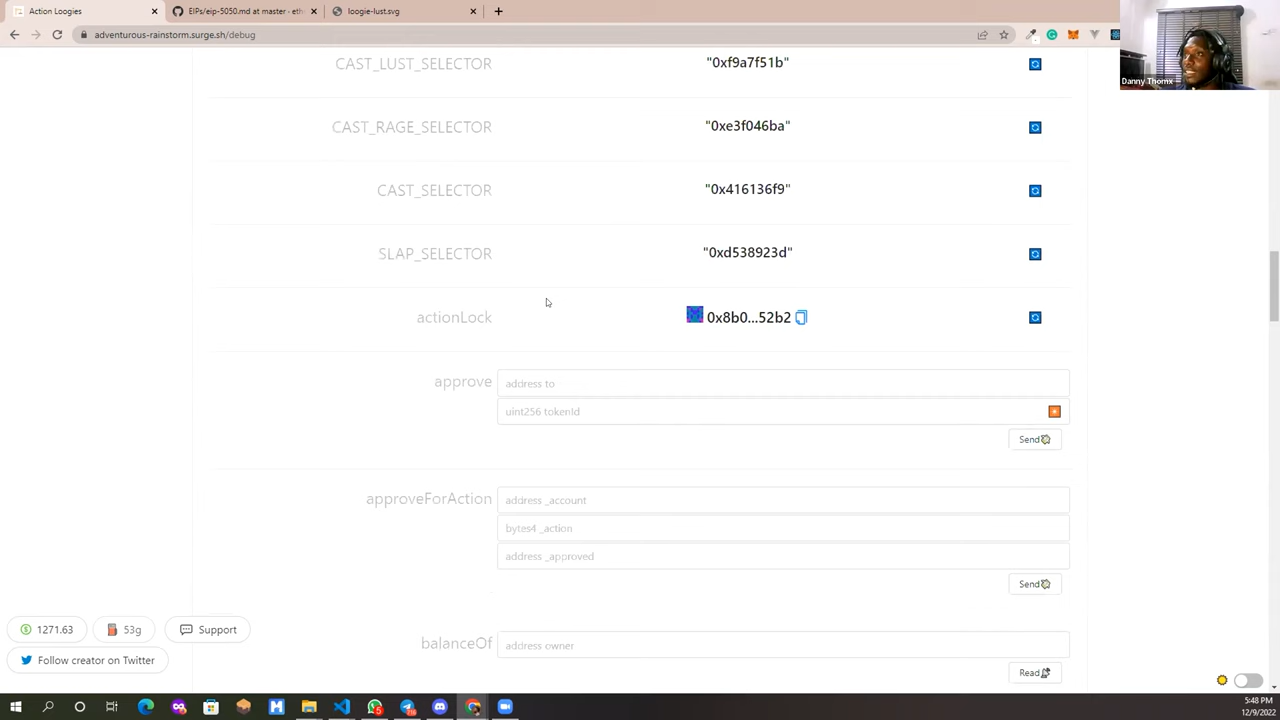 Action Loogies
EIPs/eip-5050.md at master · eth
loogie-lust.svg
adventurous-rainstorm.surge.sh/debug
Danny Thomx
CAST_LUST_SELECTOR
"0xf9a7f51b"
CAST_RAGE_SELECTOR
"0xe3f046ba"
CAST_SELECTOR
"0x416136f9"
SLAP_SELECTOR
"0xd538923d"
actionLock
0x8b0...52b2
approve
address to
uint256 tokenId
Send
approveForAction
address _account
bytes4 _action
address _approved
Send
balanceOf
address owner
Read
1271.63
53g
Support
Follow creator on Twitter
5:48 PM
12/9/2022